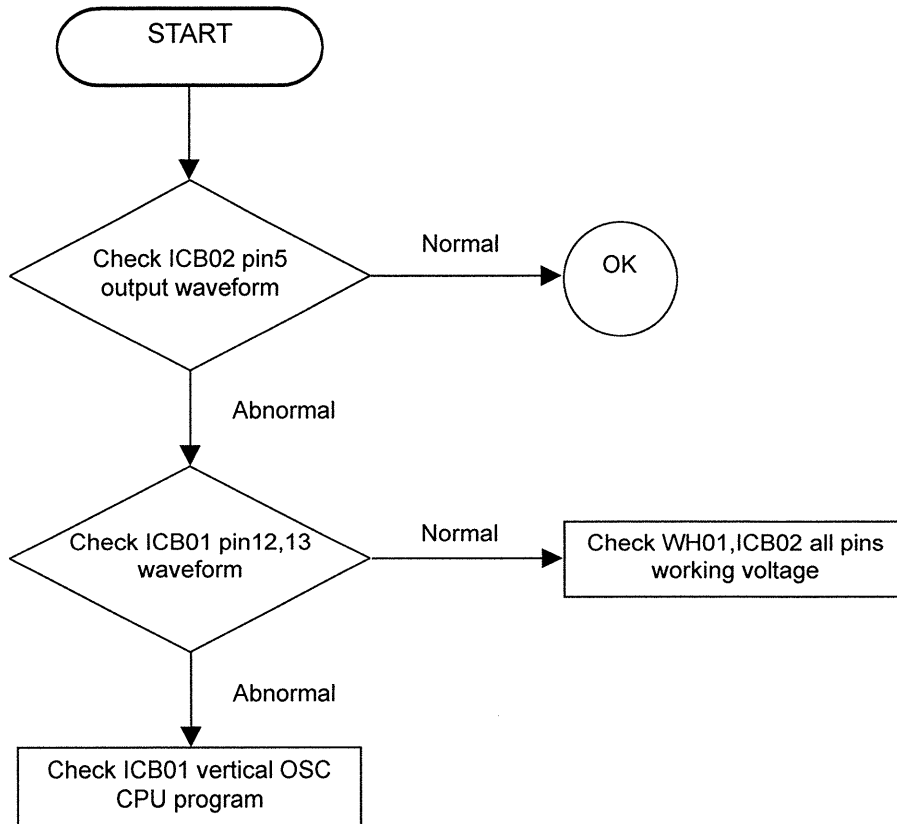 START
Check ICB02 pin5
output waveform
Normal
OK
Abnormal
Check ICB01 pin12,13
waveform
Normal
Check WH01,ICB02 all pins
working voltage
Abnormal
Check ICB01 vertical OSC
CPU program